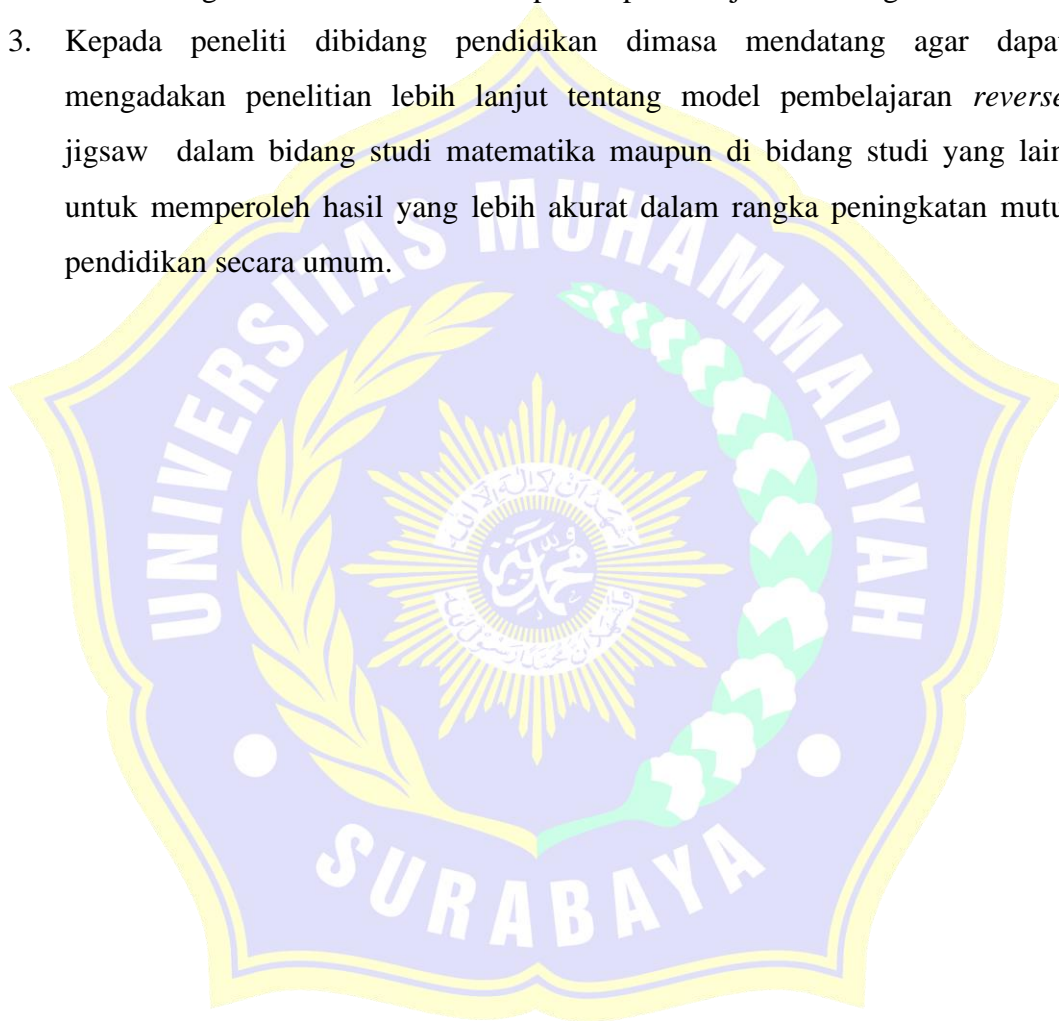 3. Kepada peneliti dibidang pendidikan dimasa mendatang agar dapat
mengadakan penelitian lebih lanjut tentang model pembelajaran reverse
jigsaw dalam bidang studi matematika maupun di bidang studi yang lain
untuk memperoleh hasil yang lebih akurat dalam rangka peningkatan mutu
pendidikan secara umum.
UNIVERSITAS MUHAMMADIYAH
SURABAYA